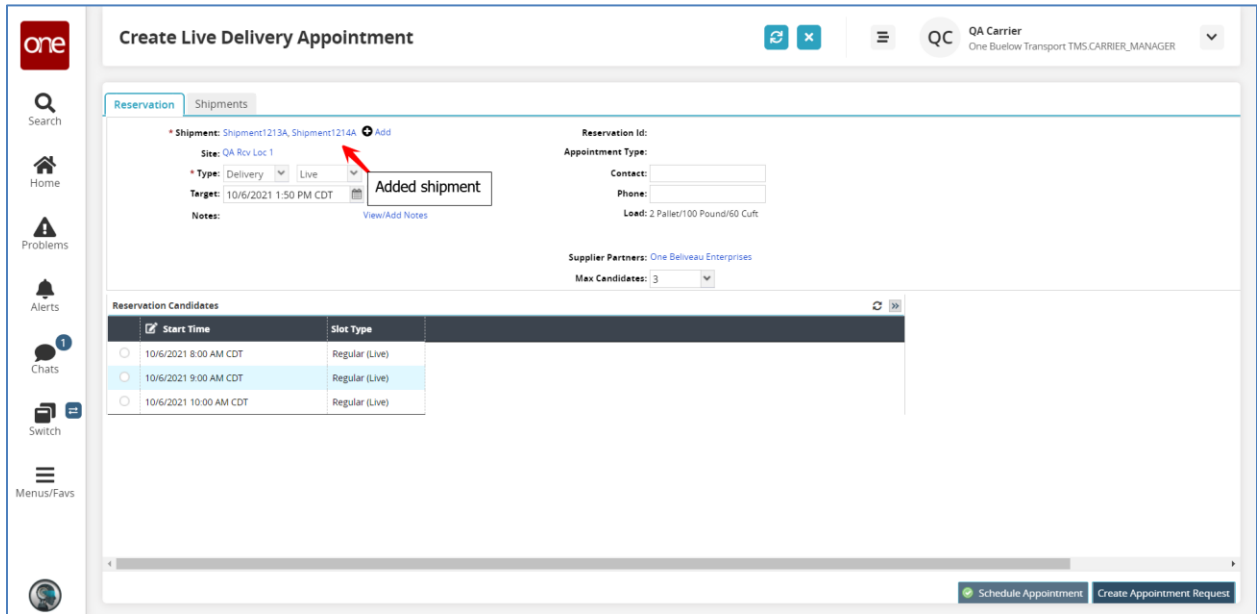 one
Search
Home
Problems
Alerts
1
Chats
Switch
Menus/Favs
Create Live Delivery Appointment
QC
QA Carrier
One Buelow Transport TMS.CARRIER_MANAGER
Reservation Shipments
* Shipment: Shipment1213A, Shipment1214A Add
Site: QA Rcv Loc 1
* Type: Delivery Live
Target: 10/6/2021 1:50 PM CDT
Notes: View/Add Notes
Added shipment
Reservation Id:
Appointment Type:
Contact:
Phone:
Load: 2 Pallet/100 Pound/60 Cuft
Supplier Partners: One Beliveau Enterprises
Max Candidates: 3
Reservation Candidates
Start Time Slot Type
10/6/2021 8:00 AM CDT Regular (Live)
10/6/2021 9:00 AM CDT Regular (Live)
10/6/2021 10:00 AM CDT Regular (Live)
Schedule Appointment Create Appointment Request